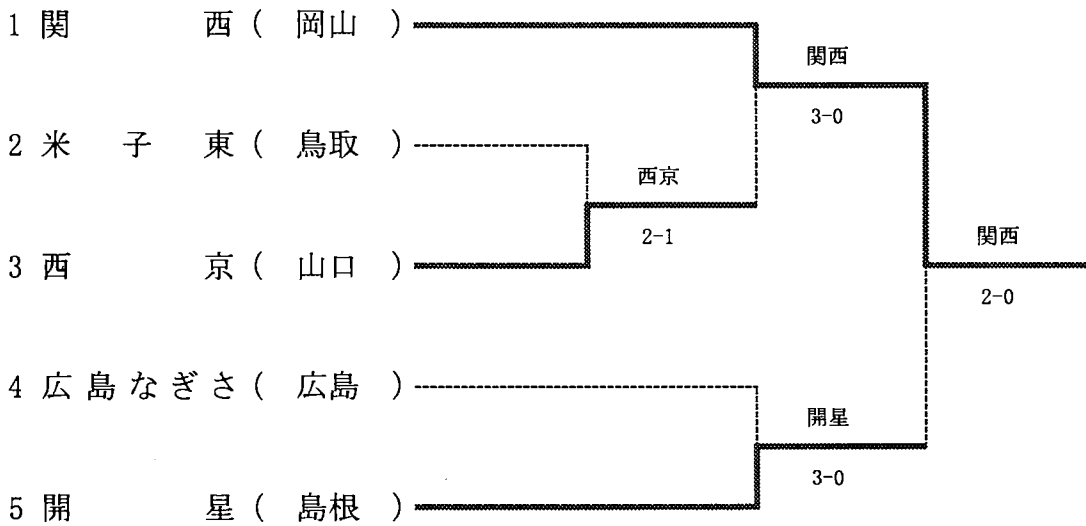 1 関西 ( 岡山 )
関西
3-0
2 米子東 ( 鳥取 )
西京
2-1
3 西京 ( 山口 )
関西
2-0
4 広島なぎさ ( 広島 )
開星
3-0
5 開星 ( 島根 )